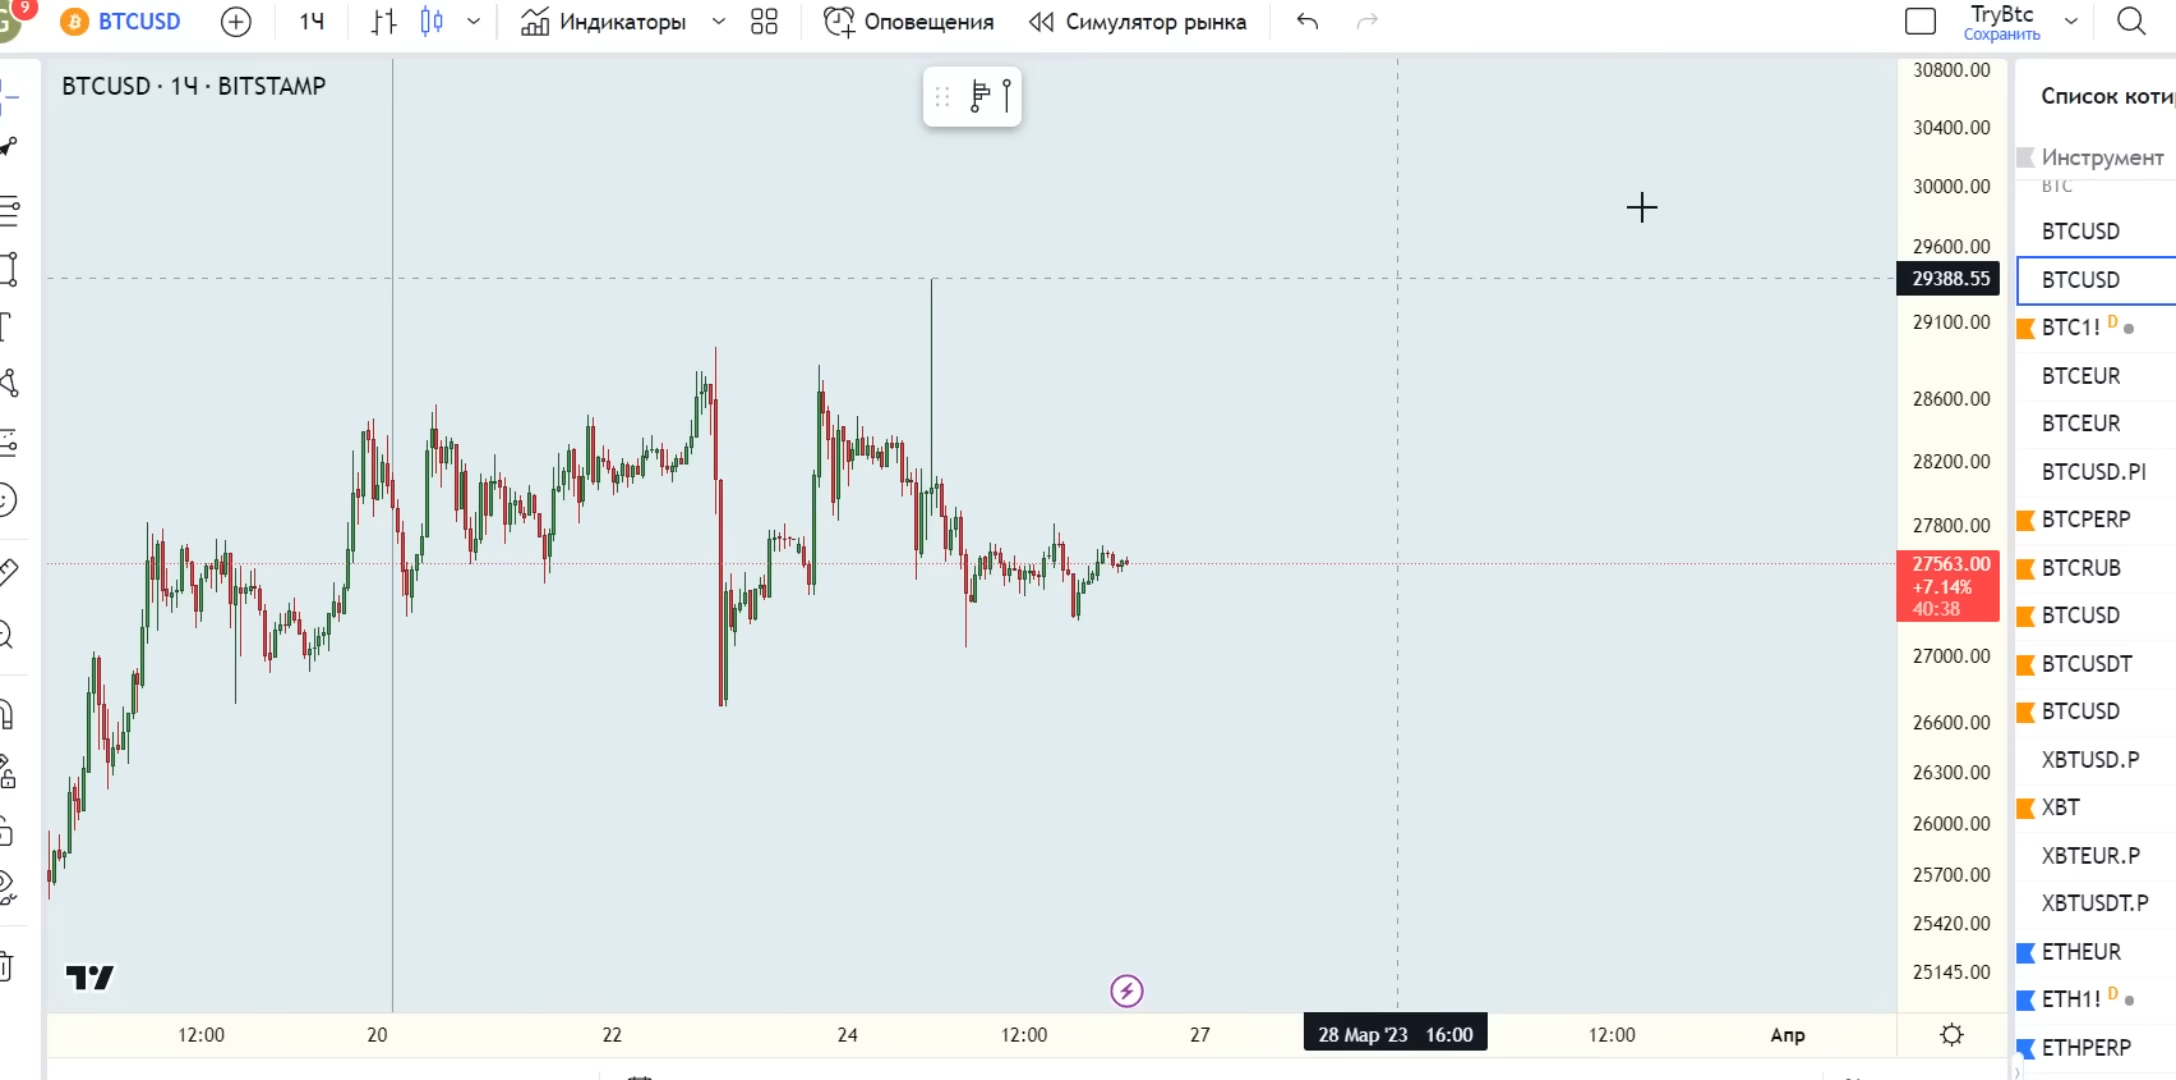 9
BTCUSD
1Ч
Индикаторы
Оповещения
Симулятор рынка
TryBtc
Сохранить
BTCUSD · 1Ч · BITSTAMP
30800.00
30400.00
30000.00
29600.00
29388.55
29100.00
28600.00
28200.00
27800.00
27563.00
+7.14%
40:38
27000.00
26600.00
26300.00
26000.00
25700.00
25420.00
25145.00
12:00
20
22
24
12:00
27
28 Мар '23 16:00
12:00
Апр
Список коти
Инструмент
BTC
BTCUSD
BTCUSD
BTC1! D
BTCEUR
BTCEUR
BTCUSD.PI
BTCPERP
BTCRUB
BTCUSD
BTCUSDT
BTCUSD
XBTUSD.P
XBT
XBTEUR.P
XBTUSDT.P
ETHEUR
ETH1! D
ETHPERP